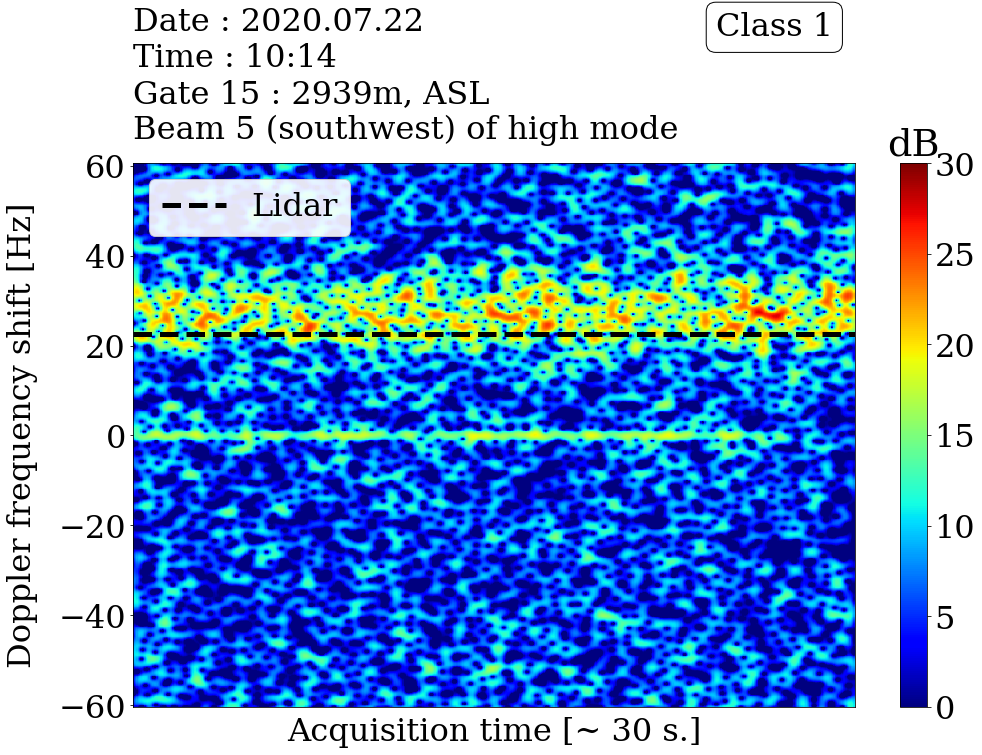 Date : 2020.07.22
Time : 10:14
Gate 15 : 2939m, ASL
Beam 5 (southwest) of high mode
Class 1
dB
Lidar
Doppler frequency shift [Hz]
60
40
20
0
−20
−40
−60
30
25
20
15
10
5
0
Acquisition time [~ 30 s.]